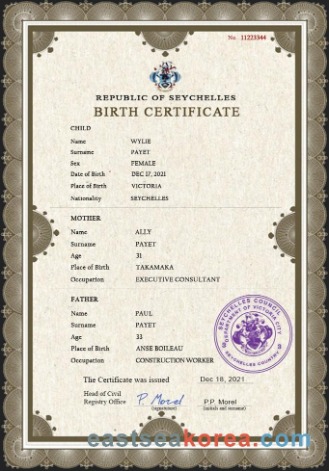 No. 11223344
REPUBLIC OF SEYCHELLES
BIRTH CERTIFICATE
CHILD
Name WYLIE
Surname PAYET
Sex FEMALE
Date of Birth DEC 17, 2021
Place of Birth VICTORIA
Nationality SEYCHELLES
MOTHER
Name ALLY
Surname PAYET
Age 31
Place of Birth TAKAMAKA
Occupation EXECUTIVE CONSULTANT
FATHER
Name PAUL
Surname PAYET
Age 33
Place of Birth ANSE BOILEAU
Occupation CONSTRUCTION WORKER
SEYCHELLES COUNCIL
DEPARTMENT OF VICTORIA CITY
SEYCHELLES COUNTRY
The Certificate was issued Dec 18, 2021
Head of Civil
Registry Office P. Morel P.P. Morel
(signature) (initials and surname)
eastseakorea.com